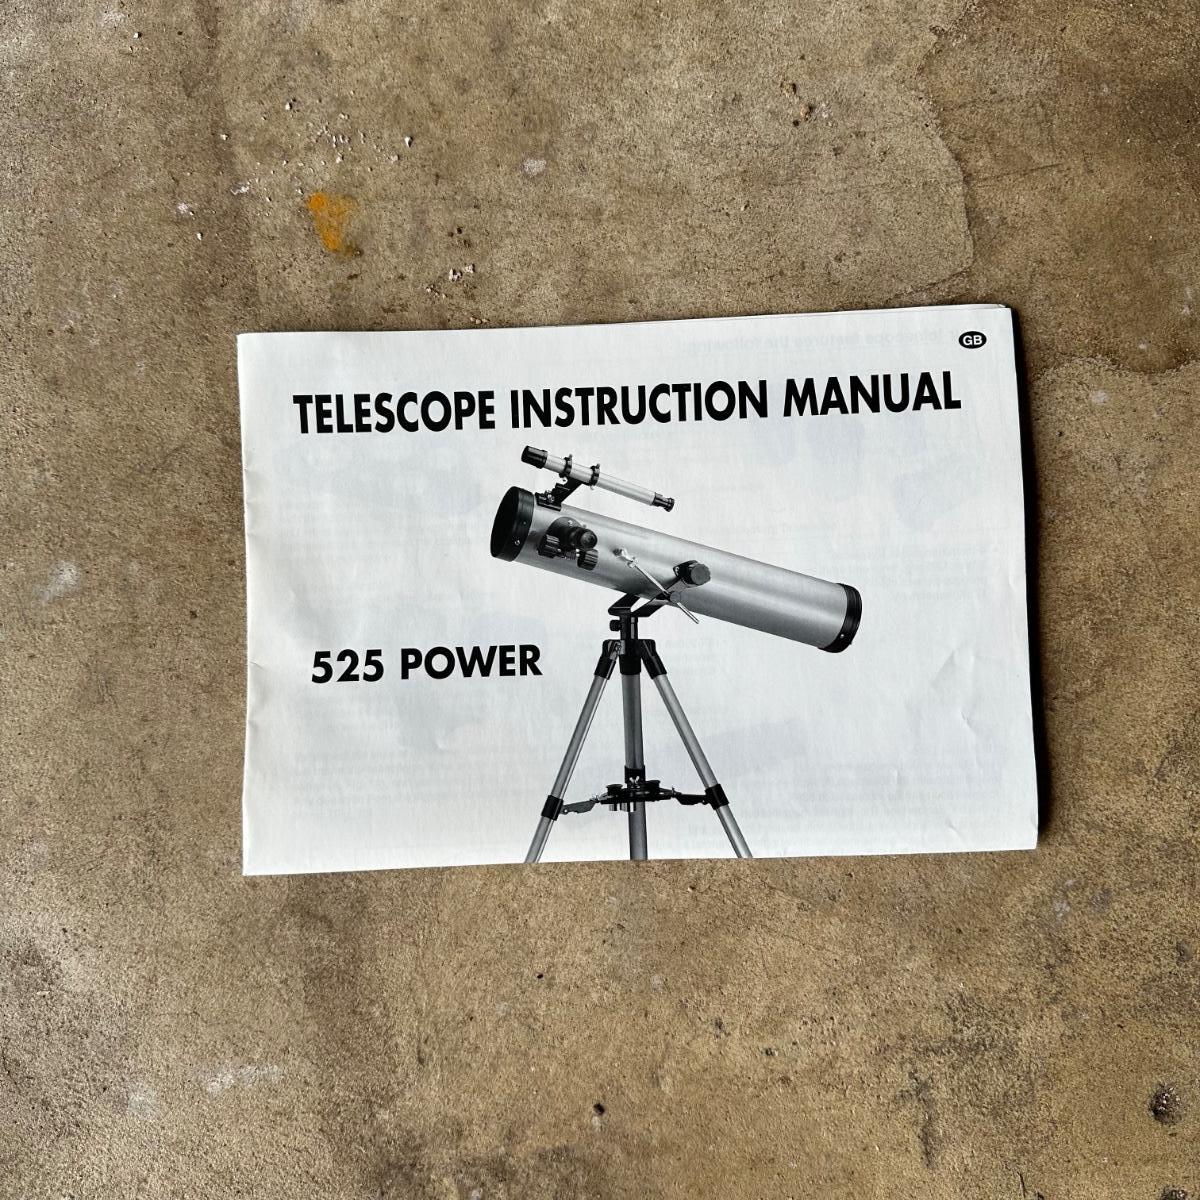 GB
TELESCOPE INSTRUCTION MANUAL
525 POWER